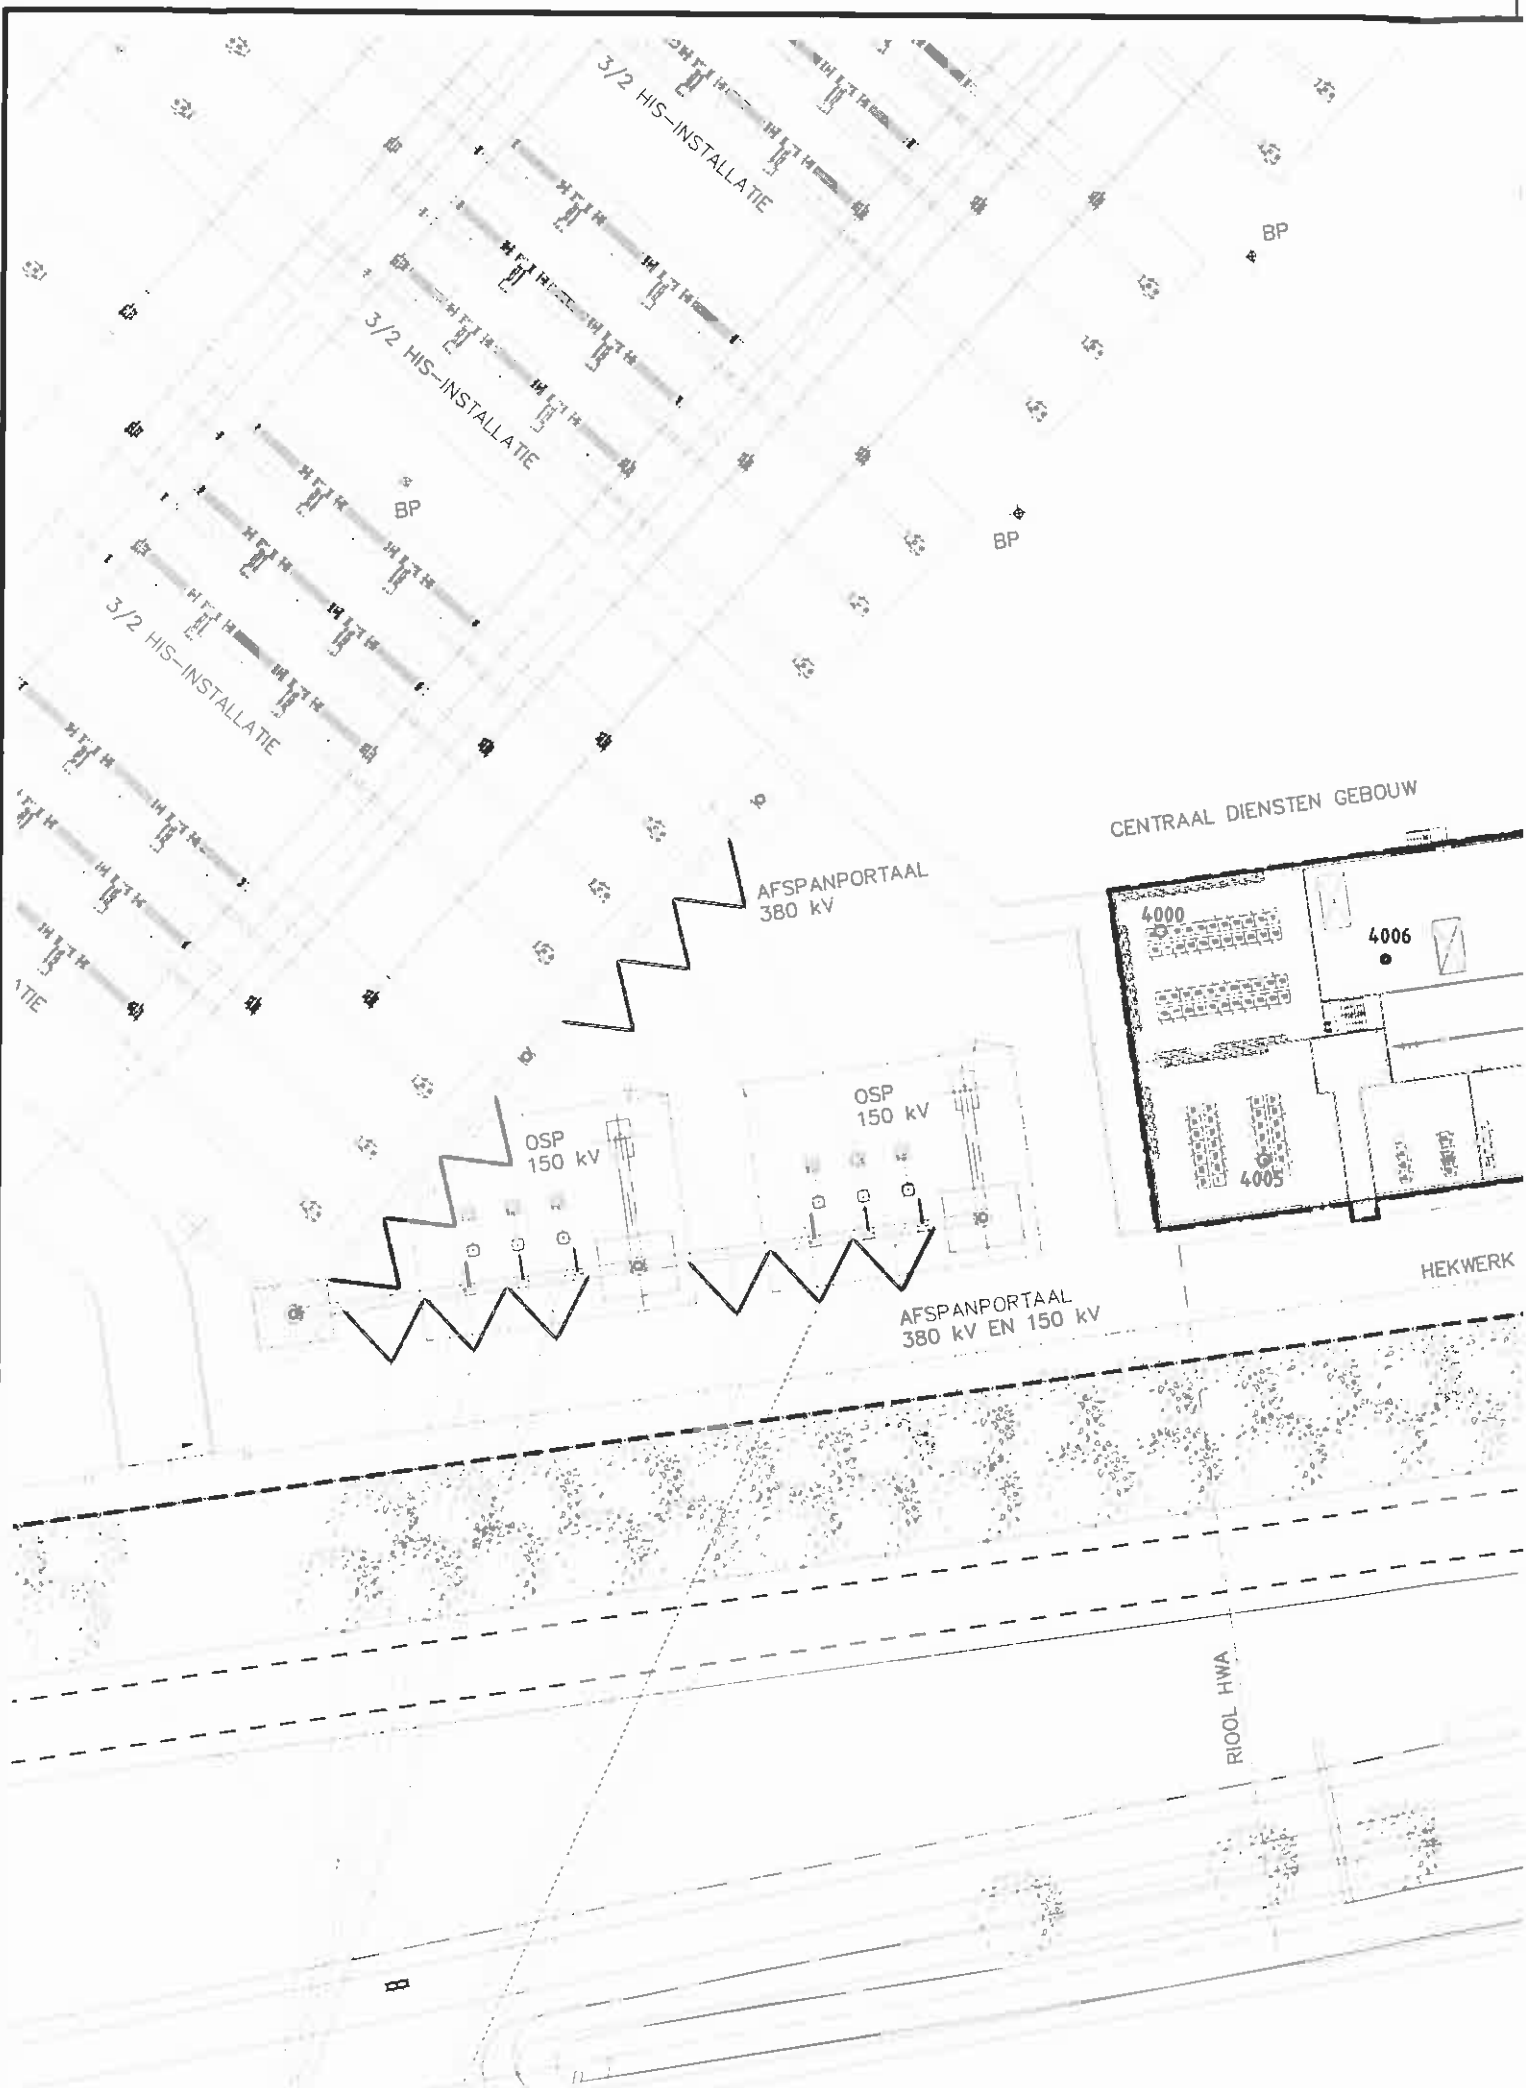 3/2 HIS-INSTALLATIE
BP
3/2 HIS-INSTALLATIE
BP
BP
3/2 HIS-INSTALLATIE
CENTRAAL DIENSTEN GEBOUW
AFSPANPORTAAL
380 kV
4000
4006
ATIE
OSP
150 kV
OSP
150 kV
4005
HEKWERK
AFSPANPORTAAL
380 kV EN 150 kV
RIOOL HWA